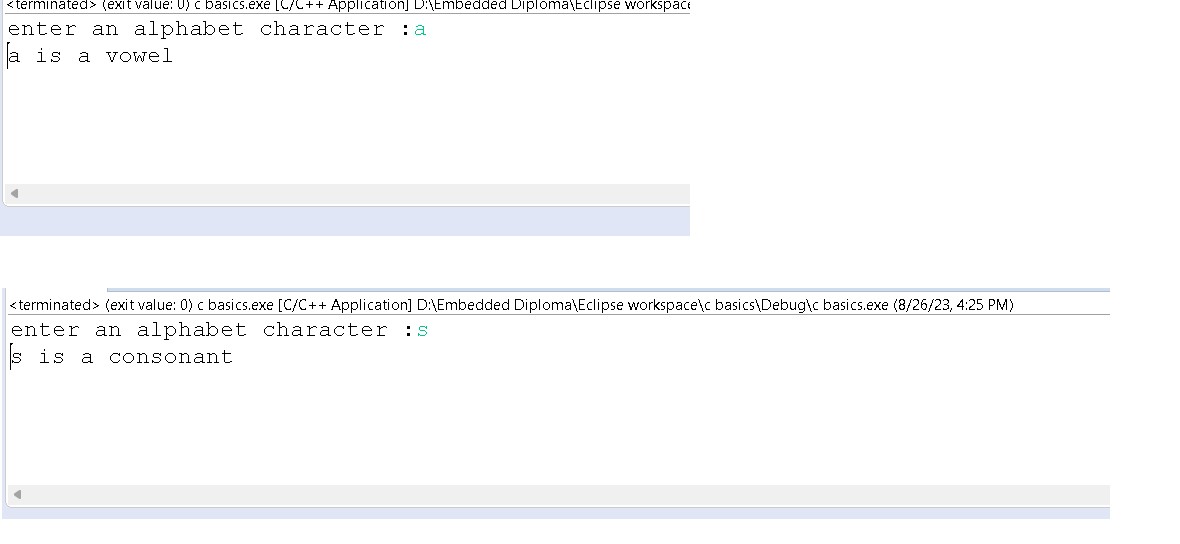 <terminated> (exit value: 0) c basics.exe [C/C++ Application] D:\Embedded Diploma\Eclipse workspace
enter an alphabet character :a
a is a vowel
<terminated> (exit value: 0) c basics.exe [C/C++ Application] D:\Embedded Diploma\Eclipse workspace\c basics\Debug\c basics.exe (8/26/23, 4:25 PM)
enter an alphabet character :s
s is a consonant